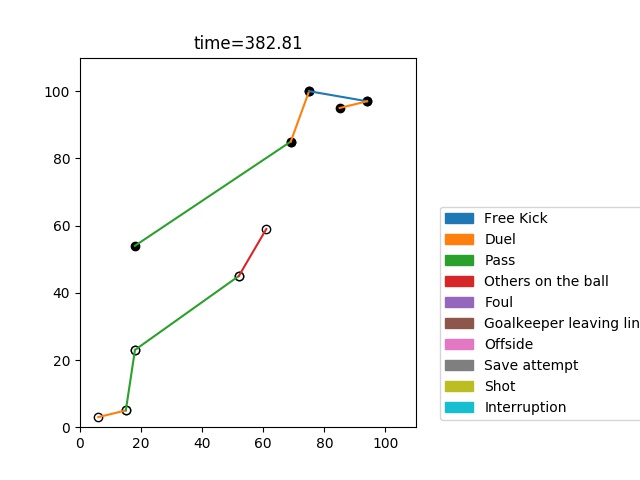 time=382.81
100
80
60
40
20
0
0 20 40 60 80 100
Free Kick
Duel
Pass
Others on the ball
Foul
Goalkeeper leaving lin
Offside
Save attempt
Shot
Interruption